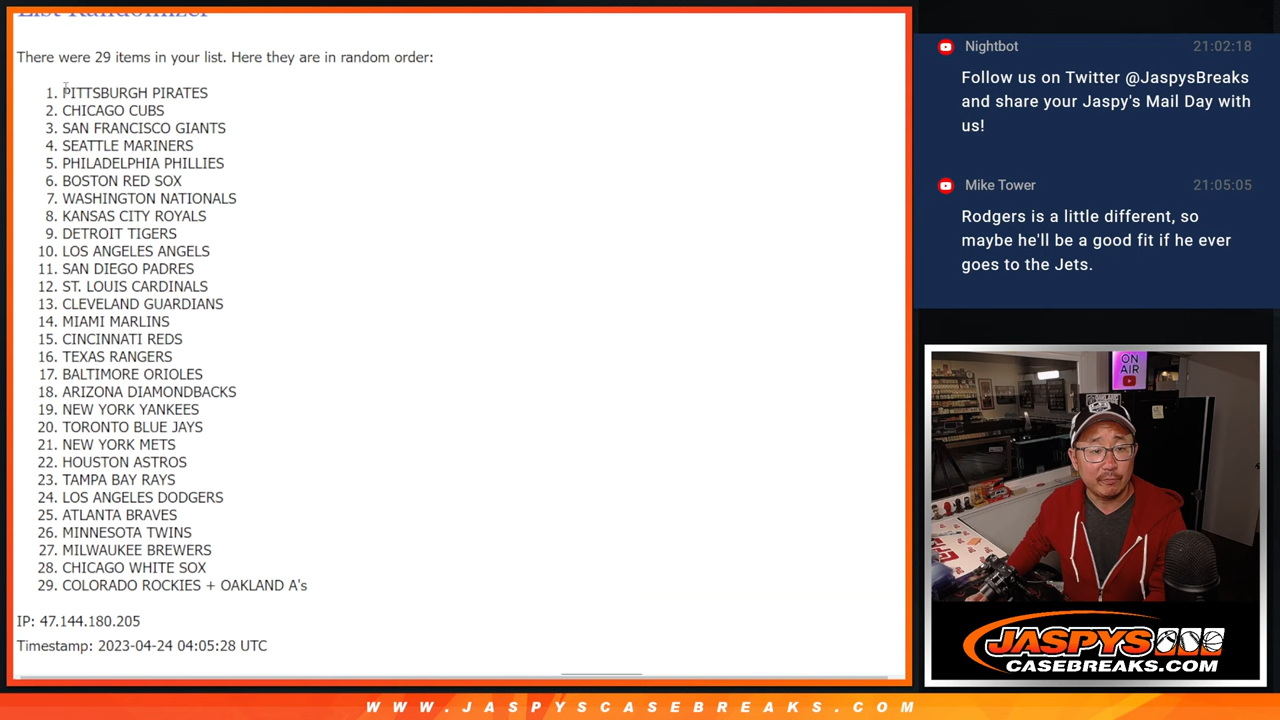 List Randomizer
There were 29 items in your list. Here they are in random order:
1. PITTSBURGH PIRATES
2. CHICAGO CUBS
3. SAN FRANCISCO GIANTS
4. SEATTLE MARINERS
5. PHILADELPHIA PHILLIES
6. BOSTON RED SOX
7. WASHINGTON NATIONALS
8. KANSAS CITY ROYALS
9. DETROIT TIGERS
10. LOS ANGELES ANGELS
11. SAN DIEGO PADRES
12. ST. LOUIS CARDINALS
13. CLEVELAND GUARDIANS
14. MIAMI MARLINS
15. CINCINNATI REDS
16. TEXAS RANGERS
17. BALTIMORE ORIOLES
18. ARIZONA DIAMONDBACKS
19. NEW YORK YANKEES
20. TORONTO BLUE JAYS
21. NEW YORK METS
22. HOUSTON ASTROS
23. TAMPA BAY RAYS
24. LOS ANGELES DODGERS
25. ATLANTA BRAVES
26. MINNESOTA TWINS
27. MILWAUKEE BREWERS
28. CHICAGO WHITE SOX
29. COLORADO ROCKIES + OAKLAND A's
IP: 47.144.180.205
Timestamp: 2023-04-24 04:05:28 UTC
Nightbot 21:02:18
Follow us on Twitter @JaspysBreaks
and share your Jaspy's Mail Day with
us!
Mike Tower 21:05:05
Rodgers is a little different, so
maybe he'll be a good fit if he ever
goes to the Jets.
ON
AIR
JASPYS
CASEBREAKS.COM
WWW.JASPYSCASEBREAKS.COM